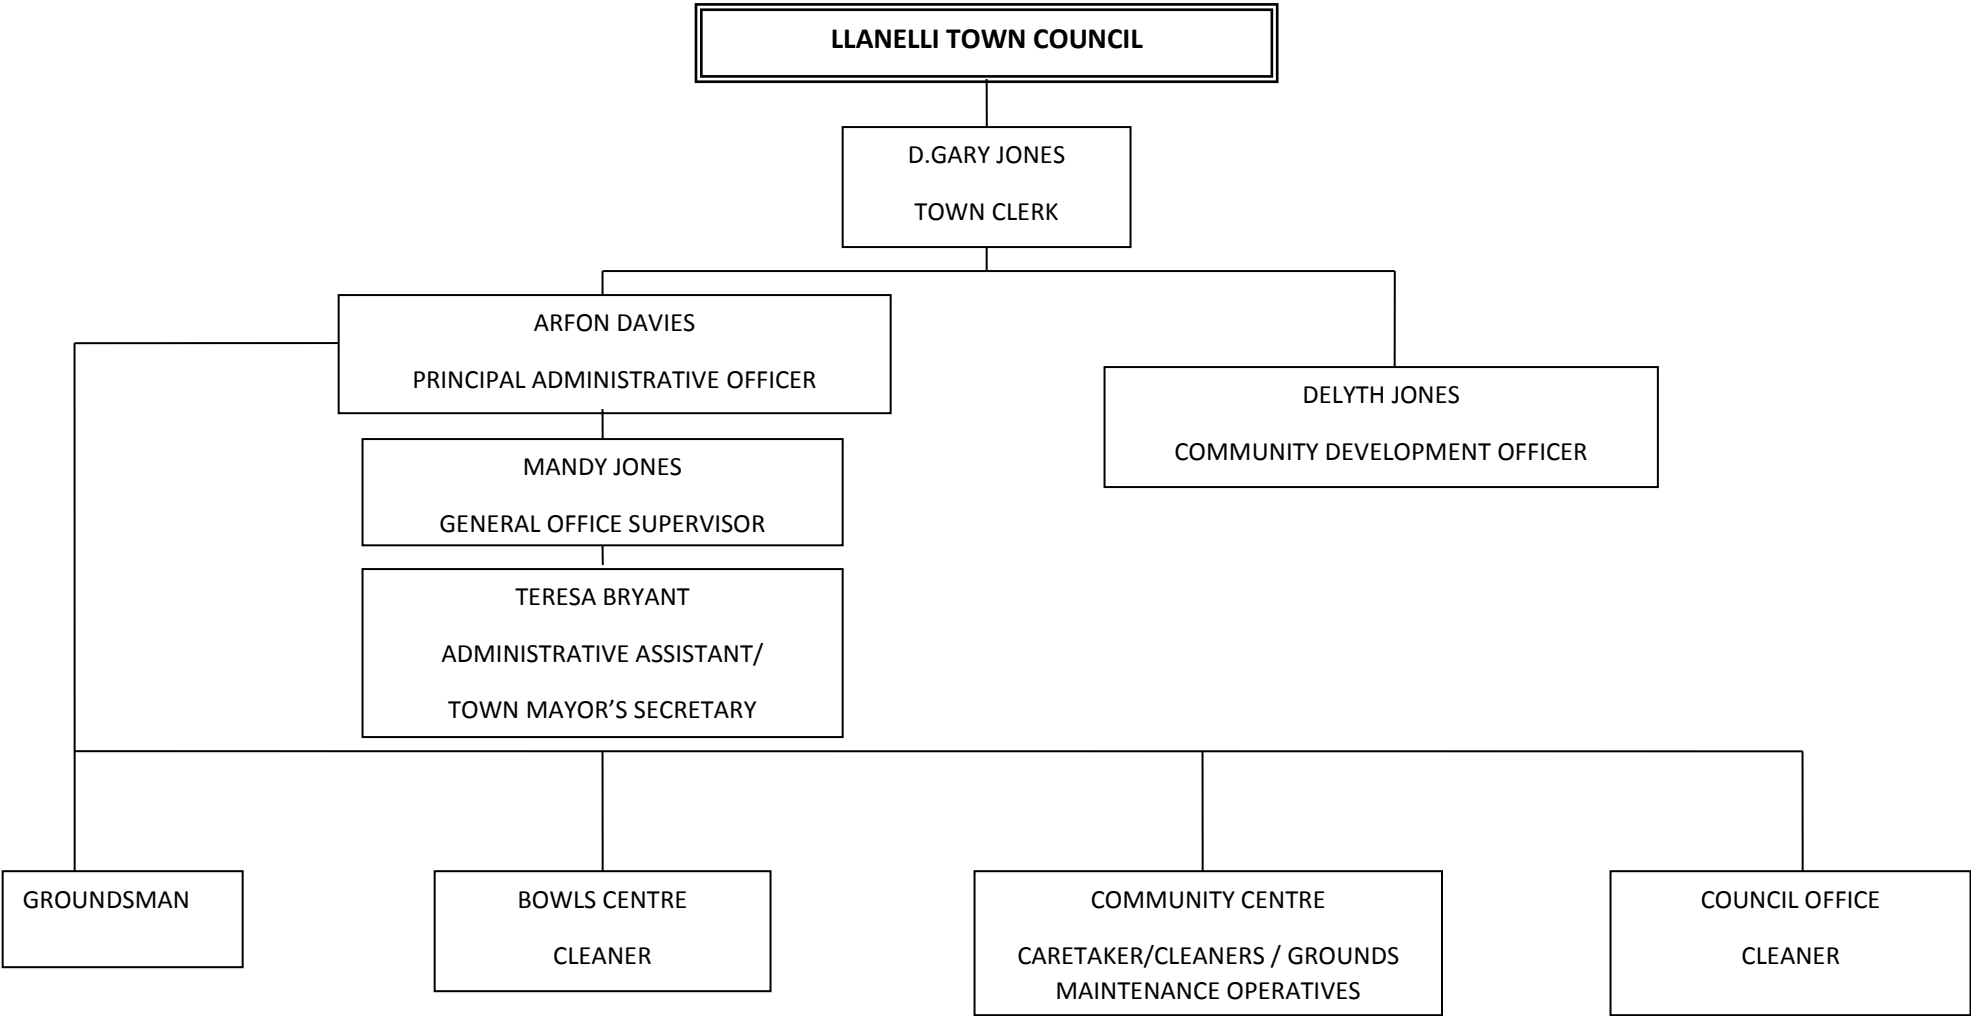 LLANELLI TOWN COUNCIL
D.GARY JONES
TOWN CLERK
ARFON DAVIES
PRINCIPAL ADMINISTRATIVE OFFICER
DELYTH JONES
COMMUNITY DEVELOPMENT OFFICER
MANDY JONES
GENERAL OFFICE SUPERVISOR
TERESA BRYANT
ADMINISTRATIVE ASSISTANT/
TOWN MAYOR’S SECRETARY
GROUNDSMAN
BOWLS CENTRE
CLEANER
COMMUNITY CENTRE
CARETAKER/CLEANERS / GROUNDS
MAINTENANCE OPERATIVES
COUNCIL OFFICE
CLEANER